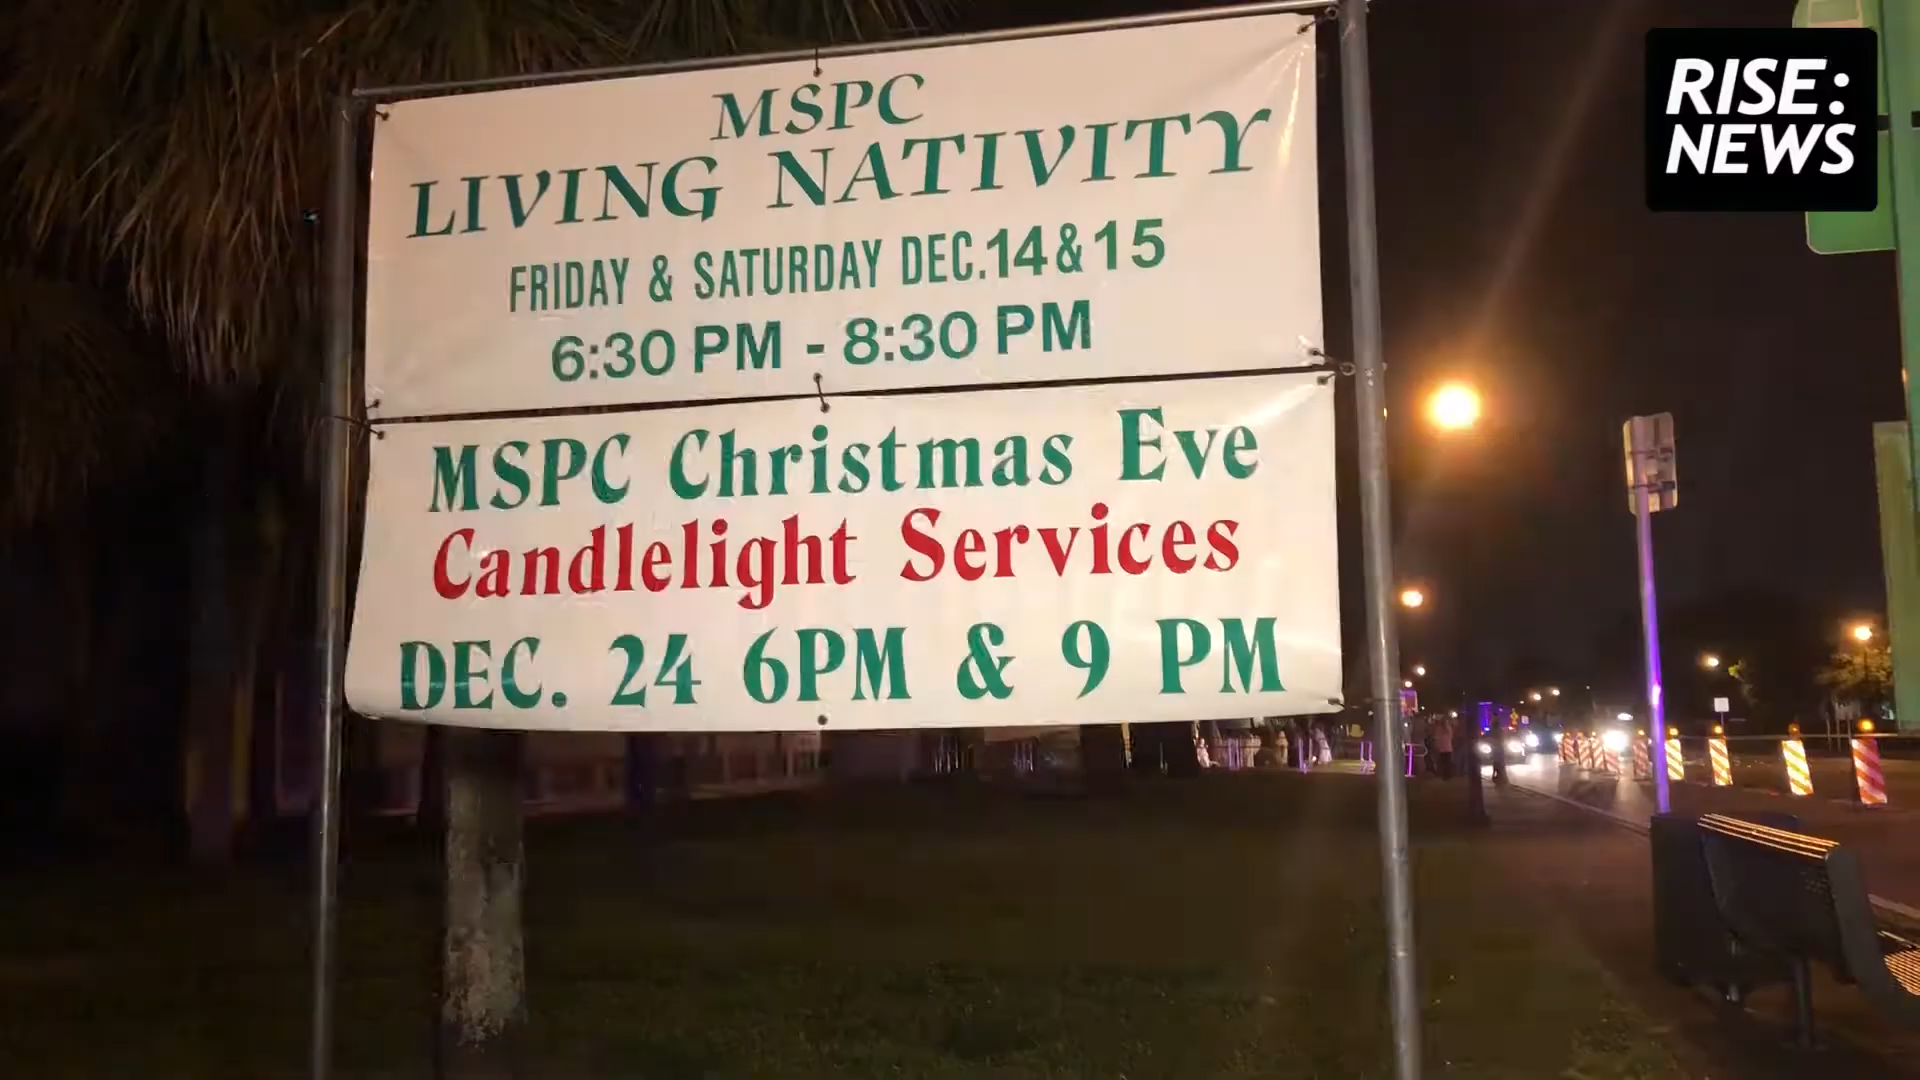 MSPC
LIVING NATIVITY
FRIDAY & SATURDAY DEC.14&15
6:30 PM - 8:30 PM
MSPC Christmas Eve
Candlelight Services
DEC. 24 6PM & 9 PM
RISE:
NEWS